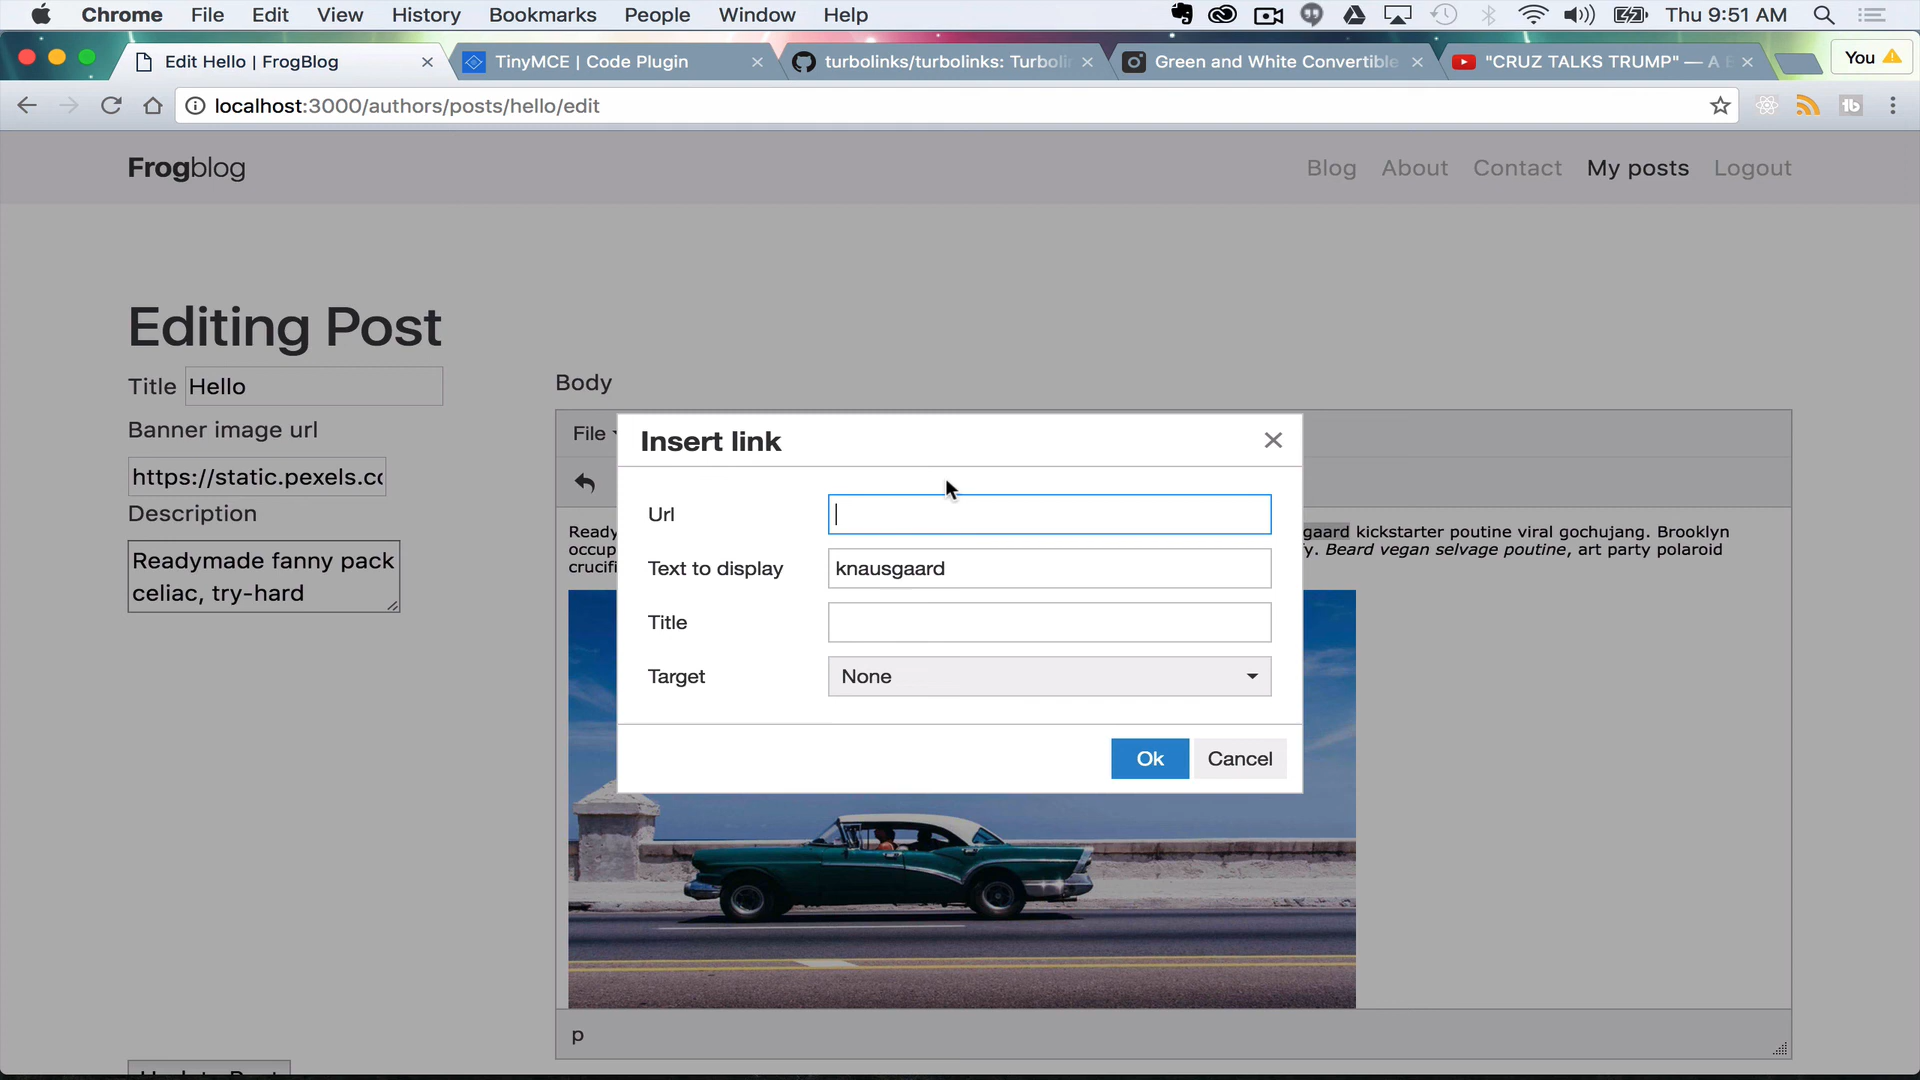 Chrome File Edit View History Bookmarks People Window Help Thu 9:51 AM
Edit Hello | FrogBlog TinyMCE | Code Plugin turbolinks/turbolinks: Turbolin Green and White Convertible "CRUZ TALKS TRUMP" — A B You
localhost:3000/authors/posts/hello/edit
Frogblog Blog About Contact My posts Logout
Editing Post
Title Hello
Banner image url
https://static.pexels.co
Description
Readymade fanny pack
celiac, try-hard
Body
File
Insert link
Url
Text to display knausgaard
Title
Target None
Ok Cancel
Ready gaard kickstarter poutine viral gochujang. Brooklyn
occup y. Beard vegan selvage poutine, art party polaroid
crucifi
p